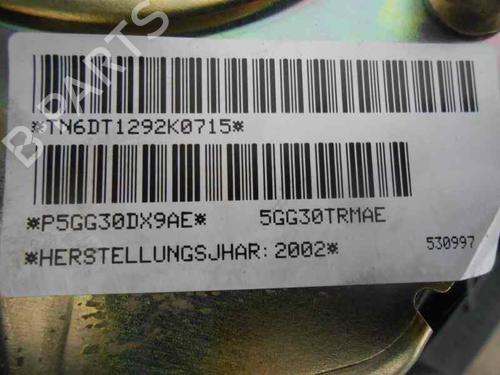 B PARTS
*TN6DT1292K0715*
*P5GG30DX9AE* 5GG30TRMAE
*HERSTELLUNGSJHAR: 2002* 530997